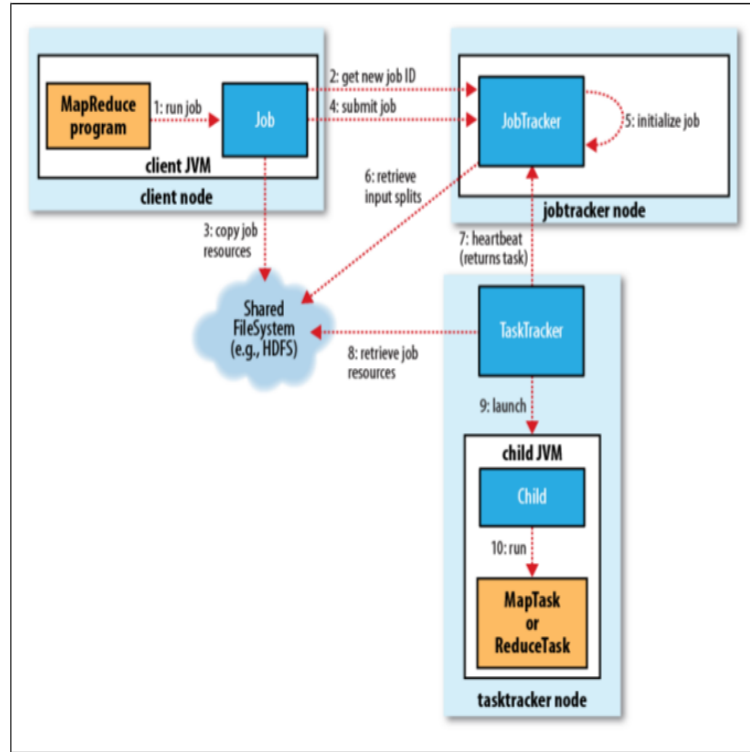 MapReduce
program
1: run job
Job
client JVM
client node
2: get new job ID
4: submit job
JobTracker
5: initialize job
jobtracker node
3: copy job
resources
6: retrieve
input splits
7: heartbeat
(returns task)
Shared
FileSystem
(e.g., HDFS)
TaskTracker
8: retrieve job
resources
9: launch
child JVM
Child
10: run
MapTask
or
ReduceTask
tasktracker node